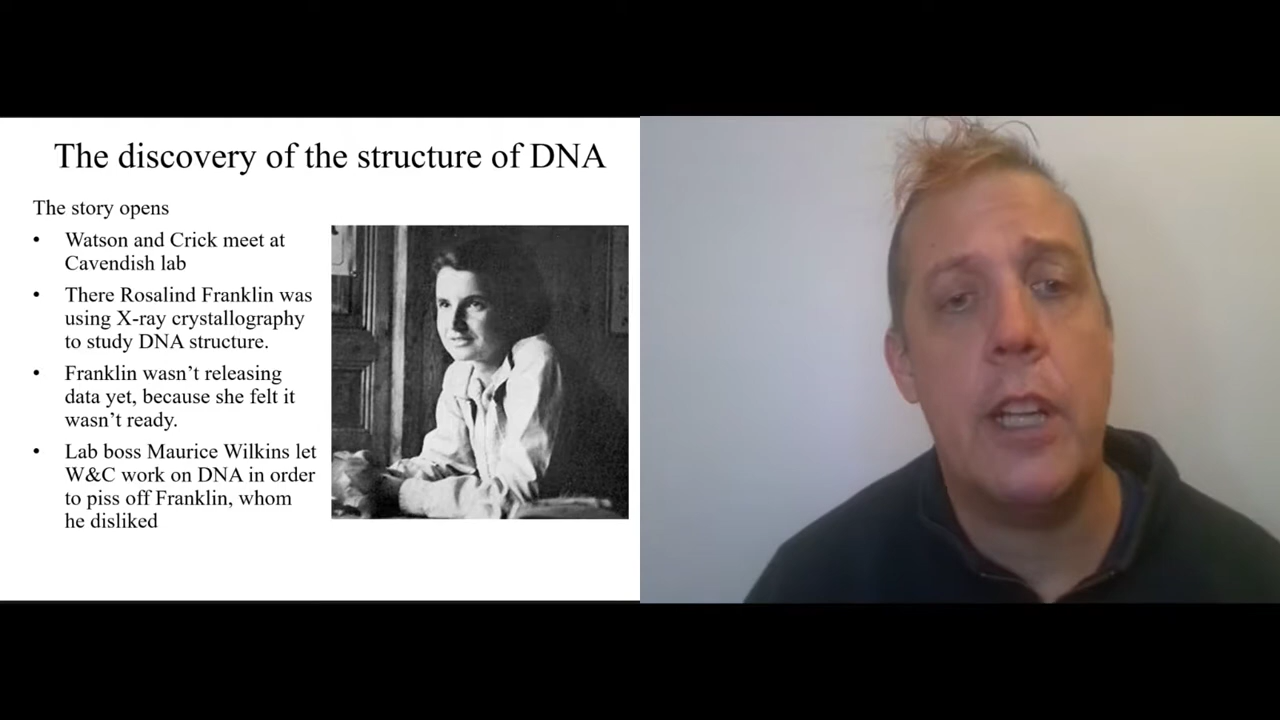 The discovery of the structure of DNA
The story opens
• Watson and Crick meet at
Cavendish lab
• There Rosalind Franklin was
using X-ray crystallography
to study DNA structure.
• Franklin wasn’t releasing
data yet, because she felt it
wasn’t ready.
• Lab boss Maurice Wilkins let
W&C work on DNA in order
to piss off Franklin, whom
he disliked